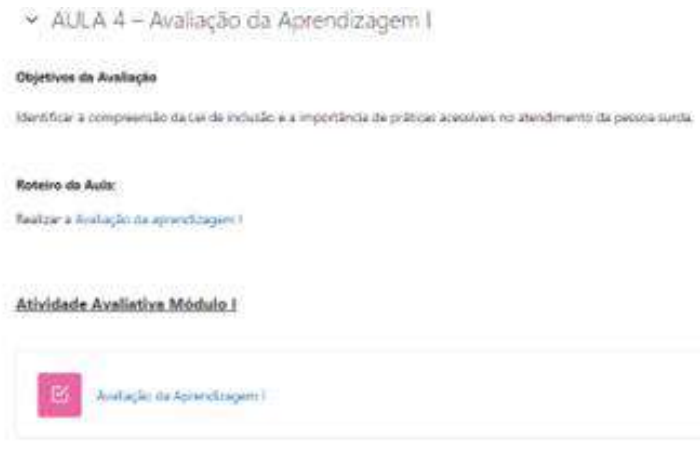 AULA 4 – Avaliação da Aprendizagem I
Objetivos da Avaliação
Identificar a compreensão da Lei de inclusão e a importância de práticas acessíveis no atendimento da pessoa surda.
Roteiro da Aula:
Realizar a Avaliação da aprendizagem I
Atividade Avaliativa Módulo I
Avaliação da Aprendizagem I